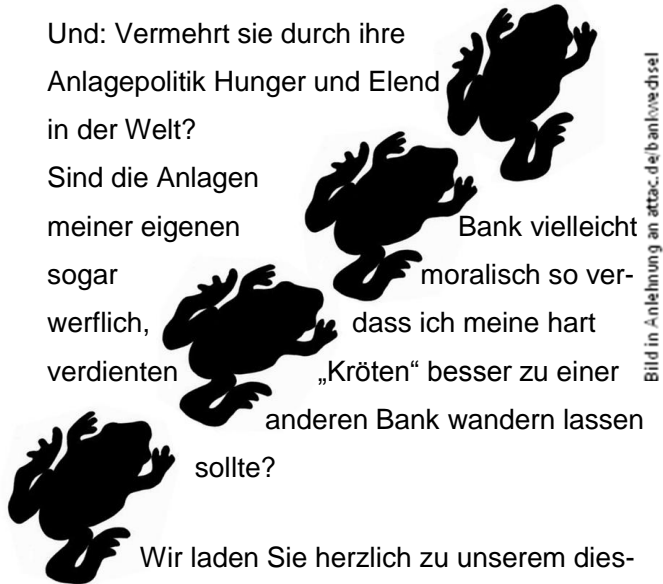 Und: Vermehrt sie durch ihre
Anlagepolitik Hunger und Elend
in der Welt?
Sind die Anlagen
meiner eigenen Bank vielleicht
sogar moralisch so ver-
werflich, dass ich meine hart
verdienten „Kröten“ besser zu einer
anderen Bank wandern lassen
sollte?
Wir laden Sie herzlich zu unserem dies-
Bild in Anlehnung an attac.de/bankwechsel